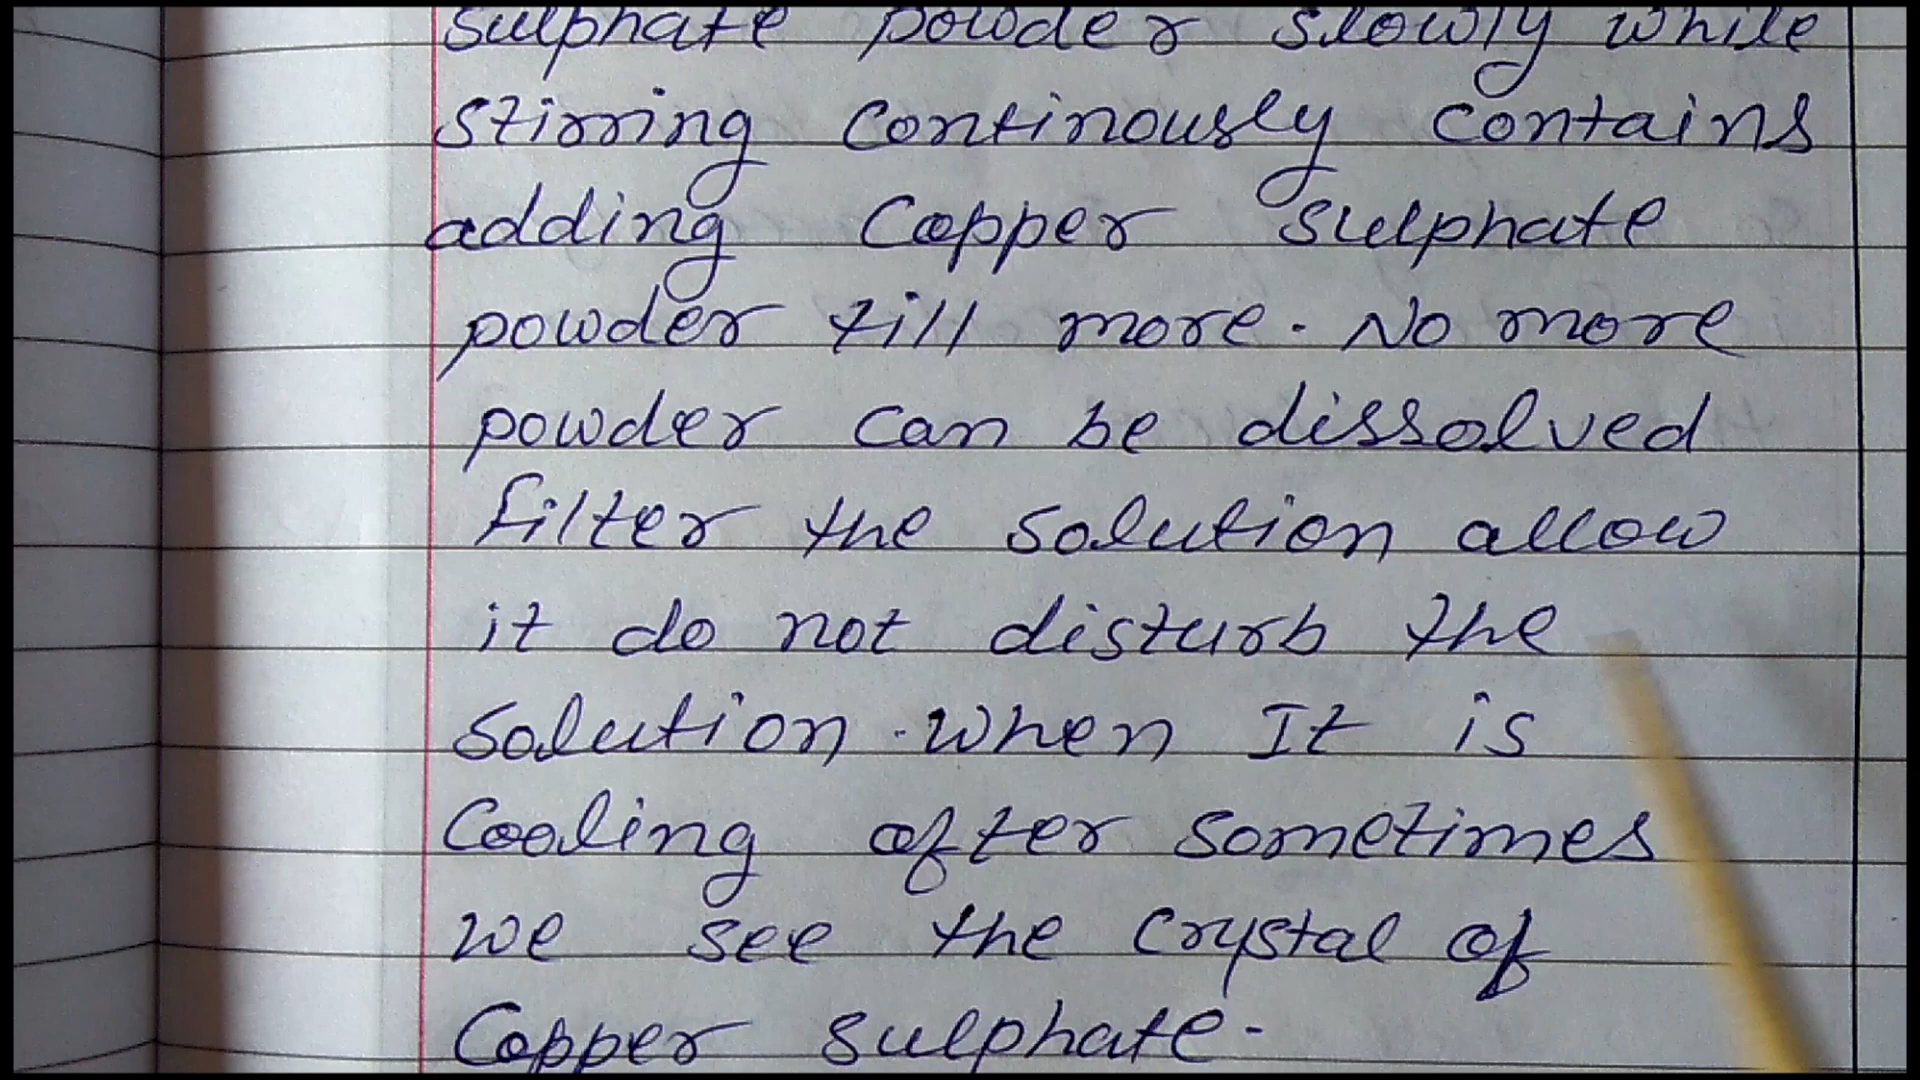 sulphate powder slowly while
stirring continously contains
adding Copper sulphate
powder till more. No more
powder can be dissolved
filter the solution allow
it do not disturb the
solution. When It is
Cooling after sometimes
we see the crystal of
Copper sulphate.